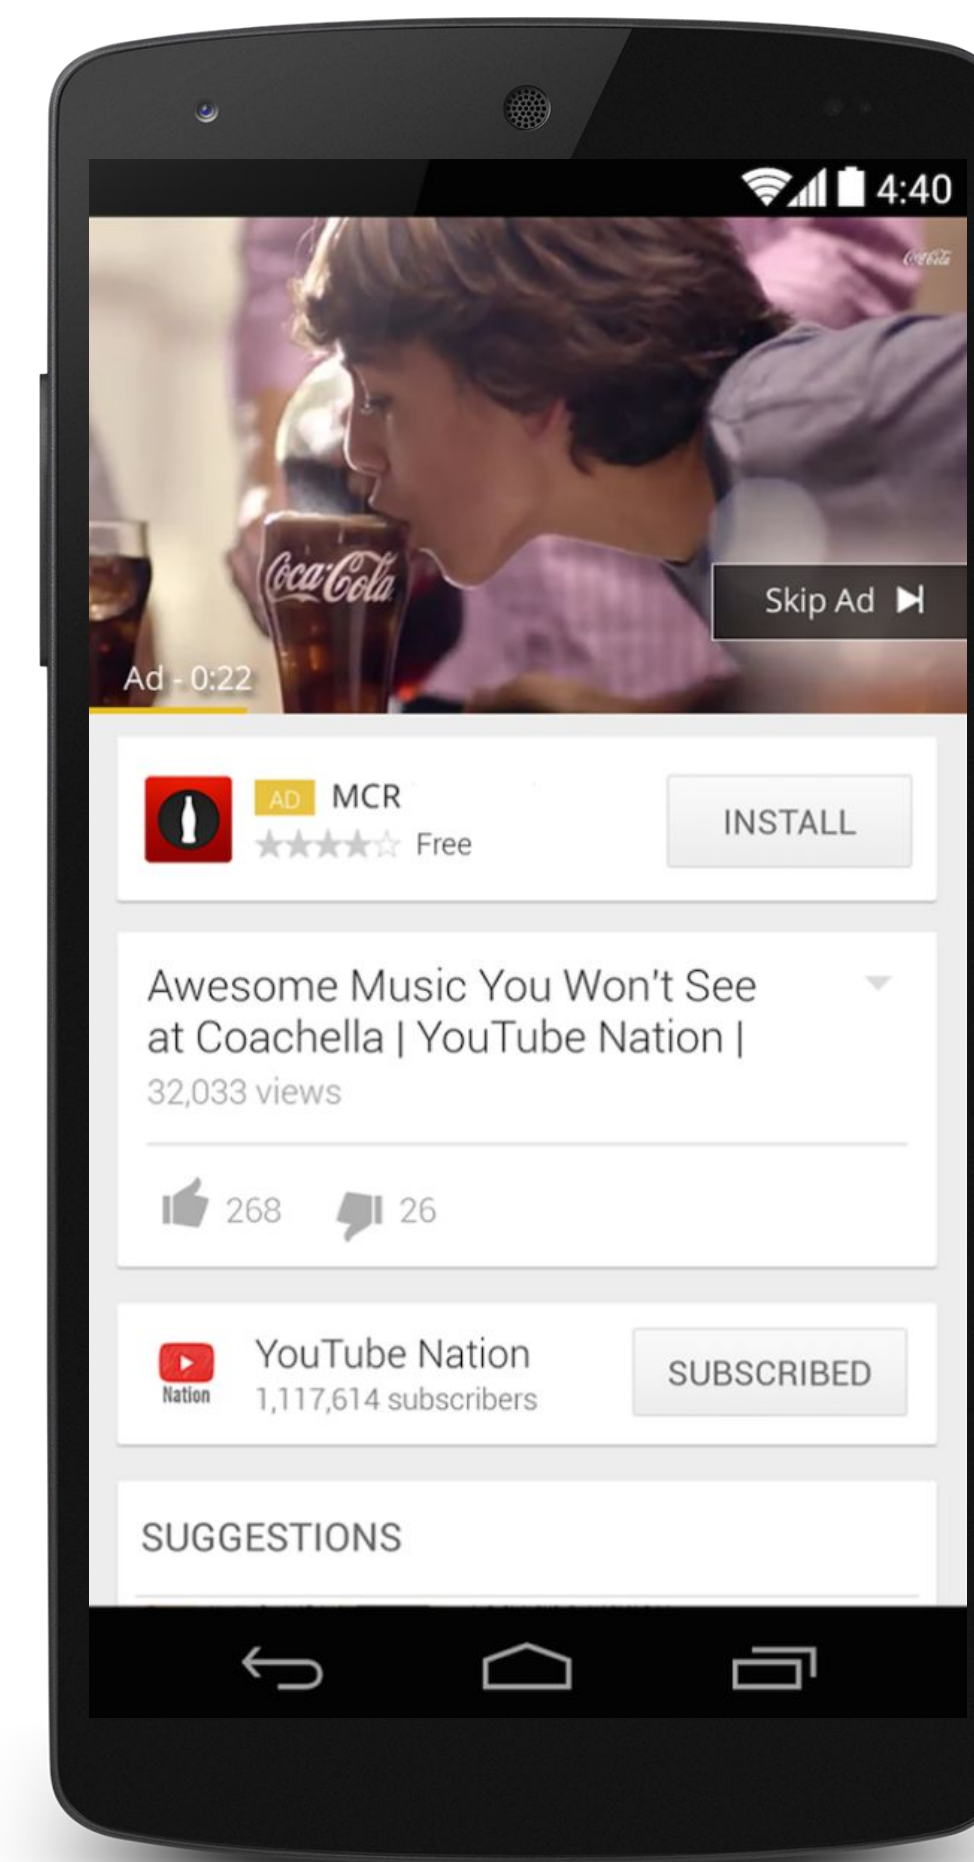 4:40
Coca-Cola
Coca-Cola
Skip Ad
Ad - 0:22
AD MCR
Free
INSTALL
Awesome Music You Won't See
at Coachella | YouTube Nation |
32,033 views
268
26
Nation
YouTube Nation
1,117,614 subscribers
SUBSCRIBED
SUGGESTIONS